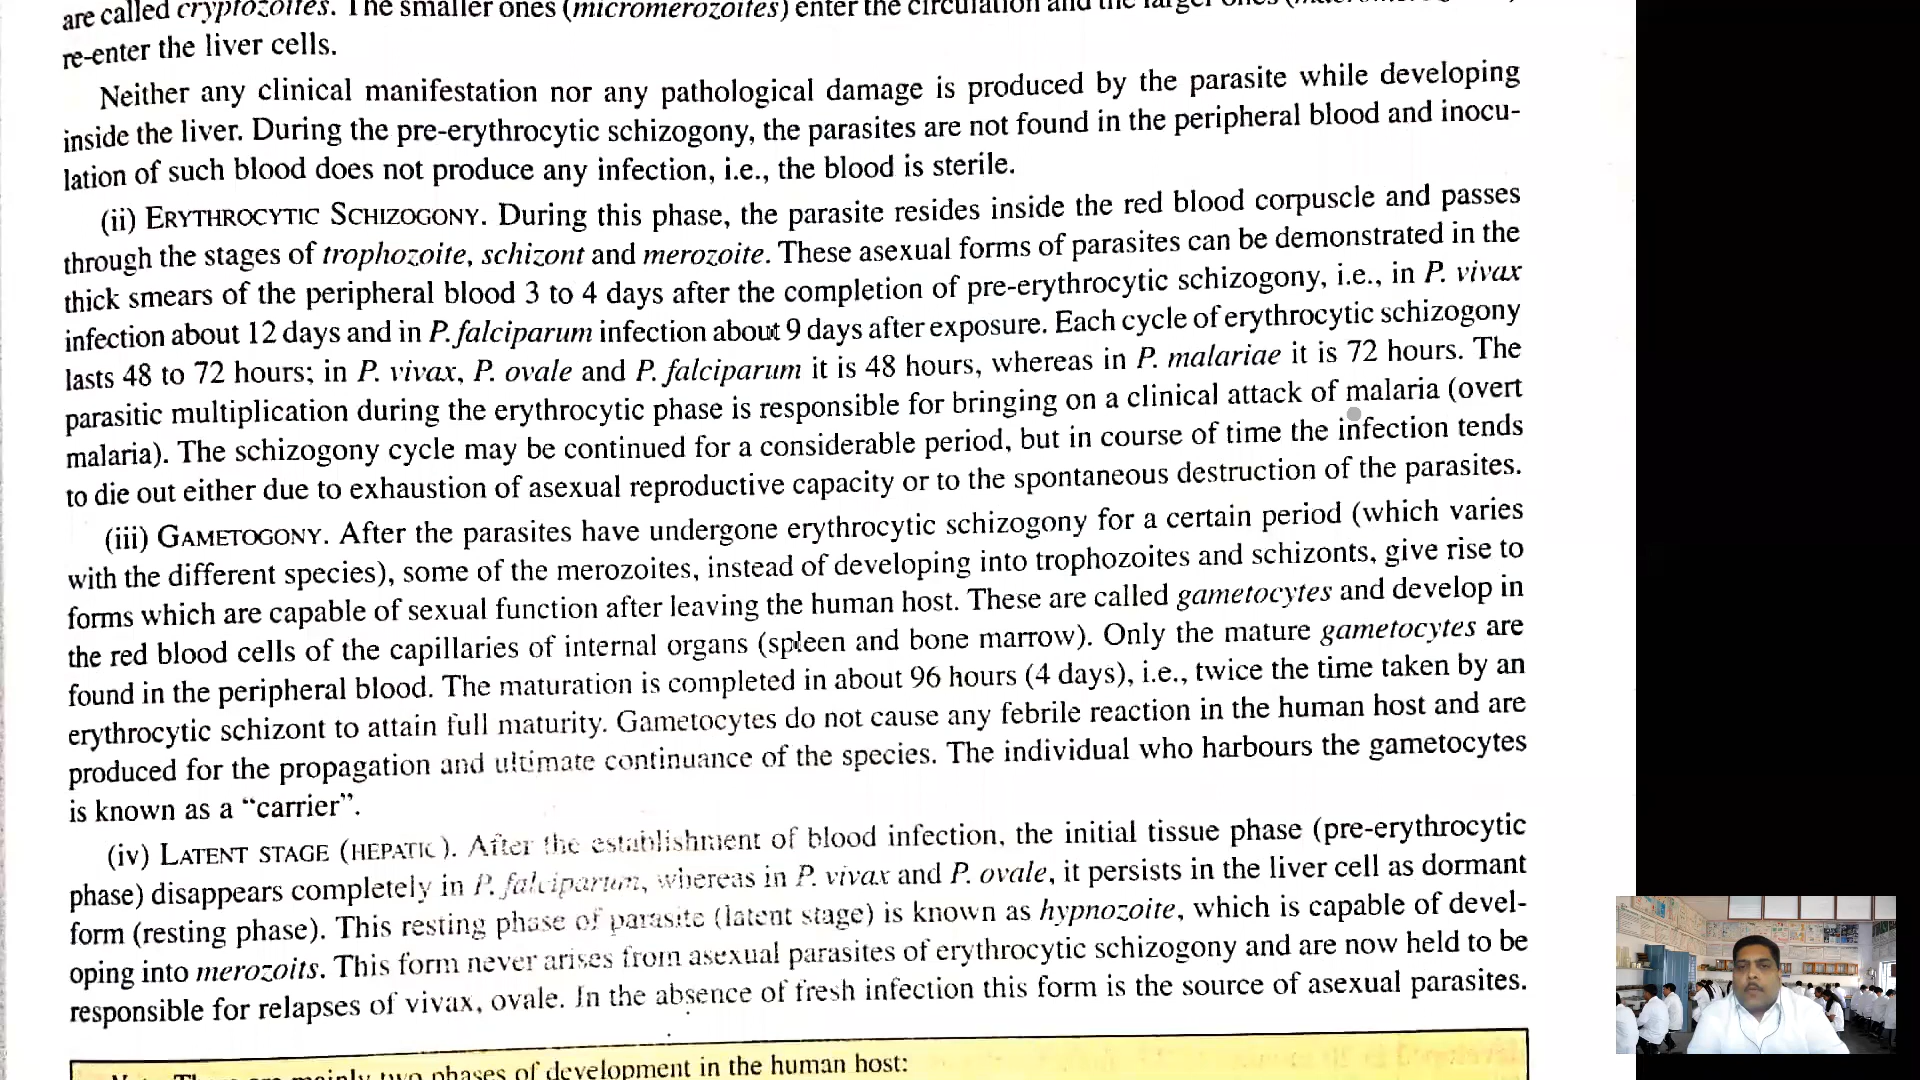 are called cryptozoites. The smaller ones (micromerozoites) enter the circulation and the larger ones
re-enter the liver cells.
Neither any clinical manifestation nor any pathological damage is produced by the parasite while developing
inside the liver. During the pre-erythrocytic schizogony, the parasites are not found in the peripheral blood and inocu-
lation of such blood does not produce any infection, i.e., the blood is sterile.
(ii) ERYTHROCYTIC SCHIZOGONY. During this phase, the parasite resides inside the red blood corpuscle and passes
through the stages of trophozoite, schizont and merozoite. These asexual forms of parasites can be demonstrated in the
thick smears of the peripheral blood 3 to 4 days after the completion of pre-erythrocytic schizogony, i.e., in P. vivax
infection about 12 days and in P. falciparum infection about 9 days after exposure. Each cycle of erythrocytic schizogony
lasts 48 to 72 hours; in P. vivax, P. ovale and P. falciparum it is 48 hours, whereas in P. malariae it is 72 hours. The
parasitic multiplication during the erythrocytic phase is responsible for bringing on a clinical attack of malaria (overt
malaria). The schizogony cycle may be continued for a considerable period, but in course of time the infection tends
to die out either due to exhaustion of asexual reproductive capacity or to the spontaneous destruction of the parasites.
(iii) GAMETOGONY. After the parasites have undergone erythrocytic schizogony for a certain period (which varies
with the different species), some of the merozoites, instead of developing into trophozoites and schizonts, give rise to
forms which are capable of sexual function after leaving the human host. These are called gametocytes and develop in
the red blood cells of the capillaries of internal organs (spleen and bone marrow). Only the mature gametocytes are
found in the peripheral blood. The maturation is completed in about 96 hours (4 days), i.e., twice the time taken by an
erythrocytic schizont to attain full maturity. Gametocytes do not cause any febrile reaction in the human host and are
produced for the propagation and ultimate continuance of the species. The individual who harbours the gametocytes
is known as a “carrier”.
(iv) LATENT STAGE (HEPATIC). After the establishment of blood infection, the initial tissue phase (pre-erythrocytic
phase) disappears completely in P. falciparum, whereas in P. vivax and P. ovale, it persists in the liver cell as dormant
form (resting phase). This resting phase of parasite (latent stage) is known as hypnozoite, which is capable of devel-
oping into merozoits. This form never arises from asexual parasites of erythrocytic schizogony and are now held to be
responsible for relapses of vivax, ovale. In the absence of fresh infection this form is the source of asexual parasites.
mainly two phases of development in the human host: